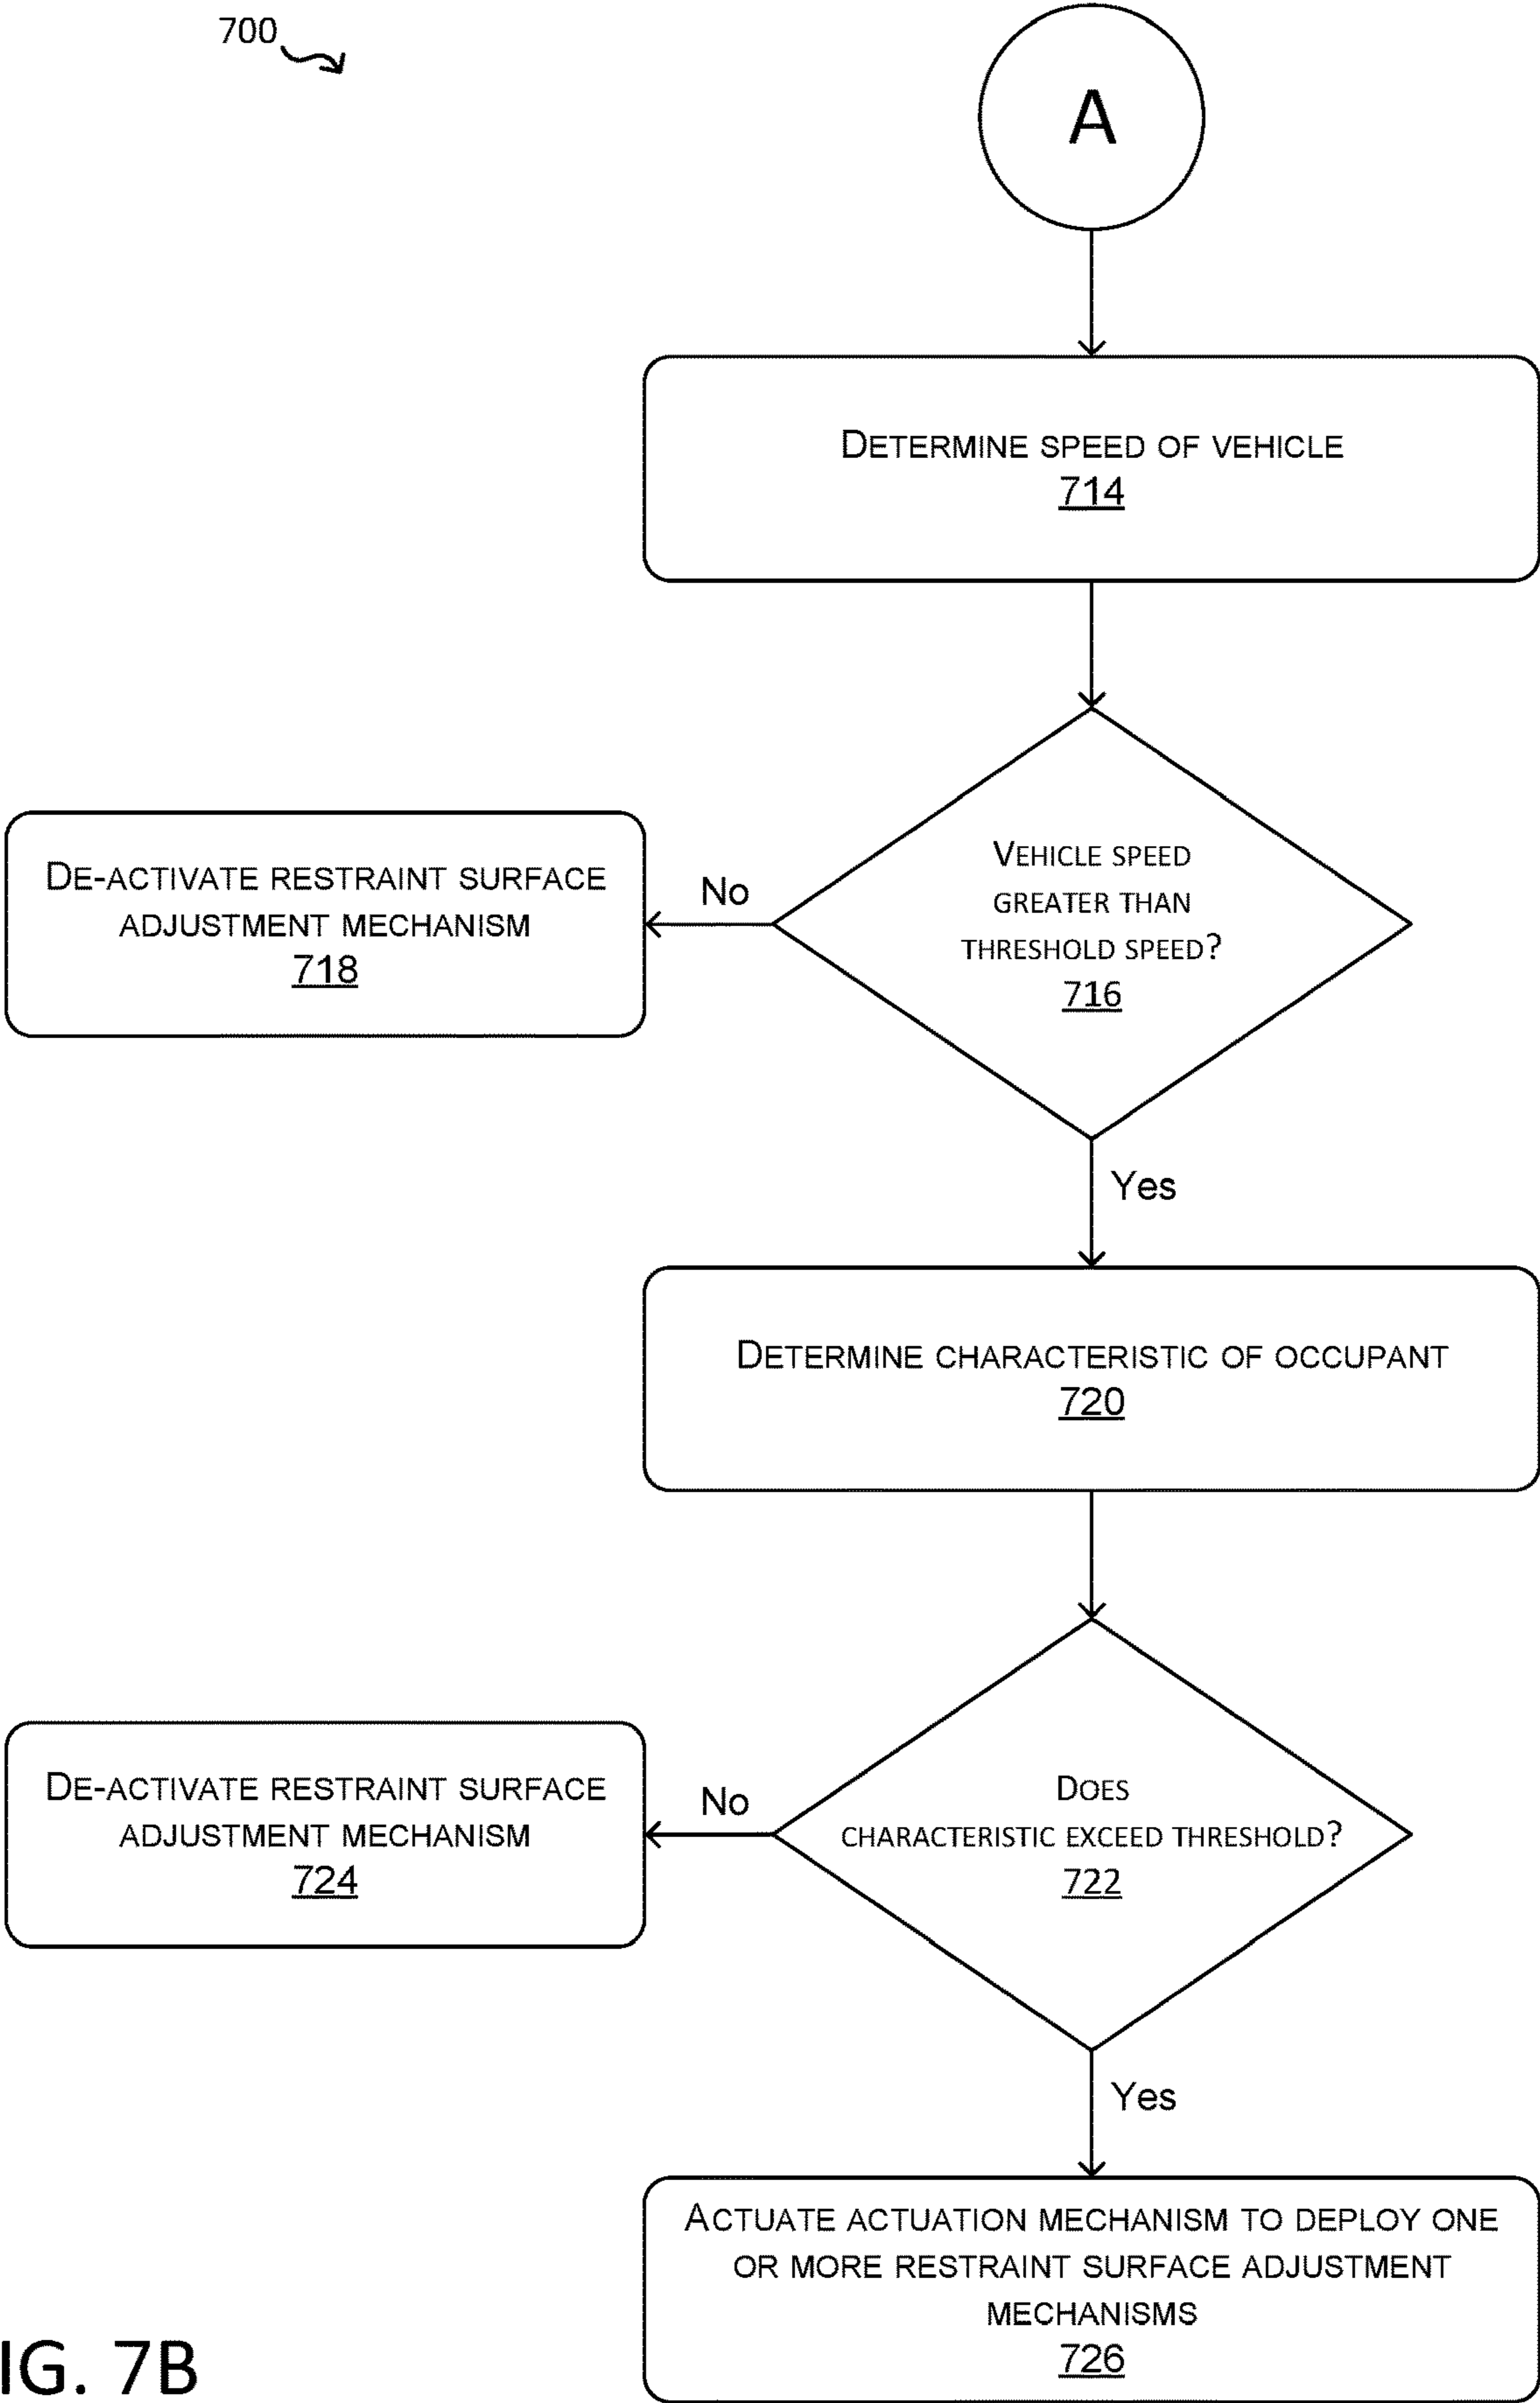 700
A
DETERMINE SPEED OF VEHICLE
714
VEHICLE SPEED
GREATER THAN
THRESHOLD SPEED?
716
No
DE-ACTIVATE RESTRAINT SURFACE
ADJUSTMENT MECHANISM
718
Yes
DETERMINE CHARACTERISTIC OF OCCUPANT
720
DOES
CHARACTERISTIC EXCEED THRESHOLD?
722
No
DE-ACTIVATE RESTRAINT SURFACE
ADJUSTMENT MECHANISM
724
Yes
ACTUATE ACTUATION MECHANISM TO DEPLOY ONE
OR MORE RESTRAINT SURFACE ADJUSTMENT
MECHANISMS
726
IG. 7B